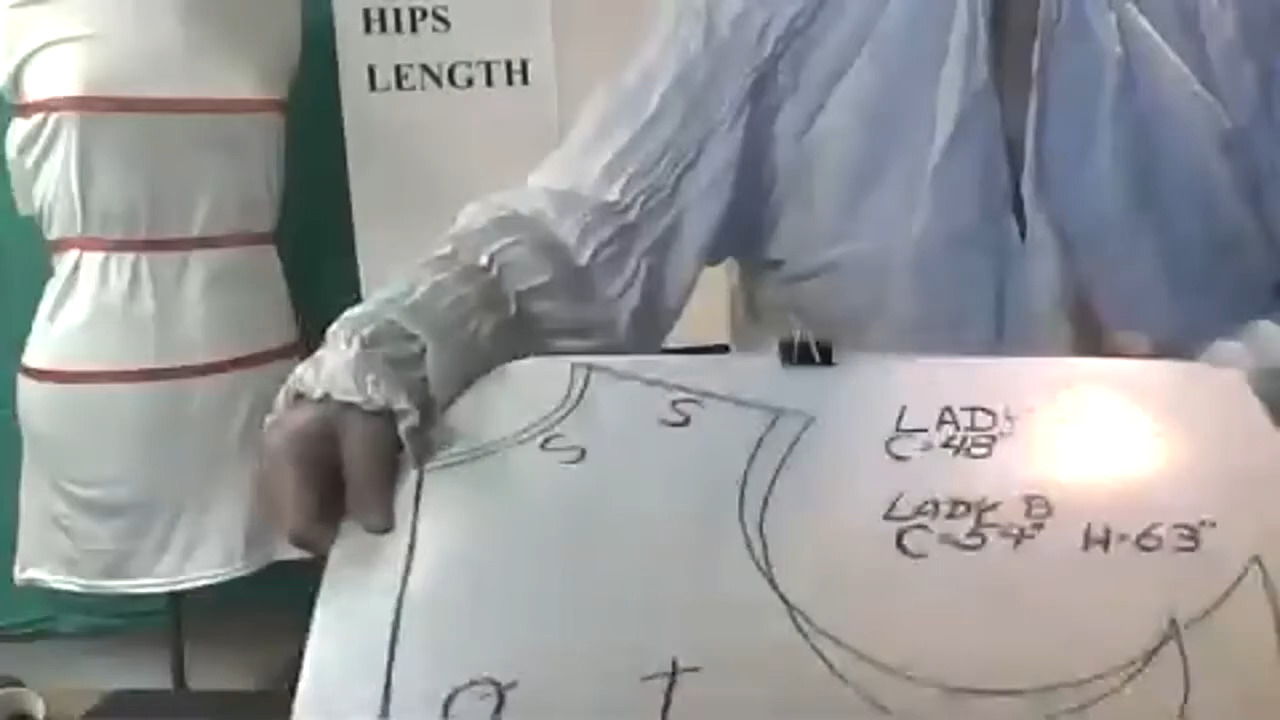 HIPS
LENGTH
S
S
LADY
C=48"
LADY B
C=54" H-63"